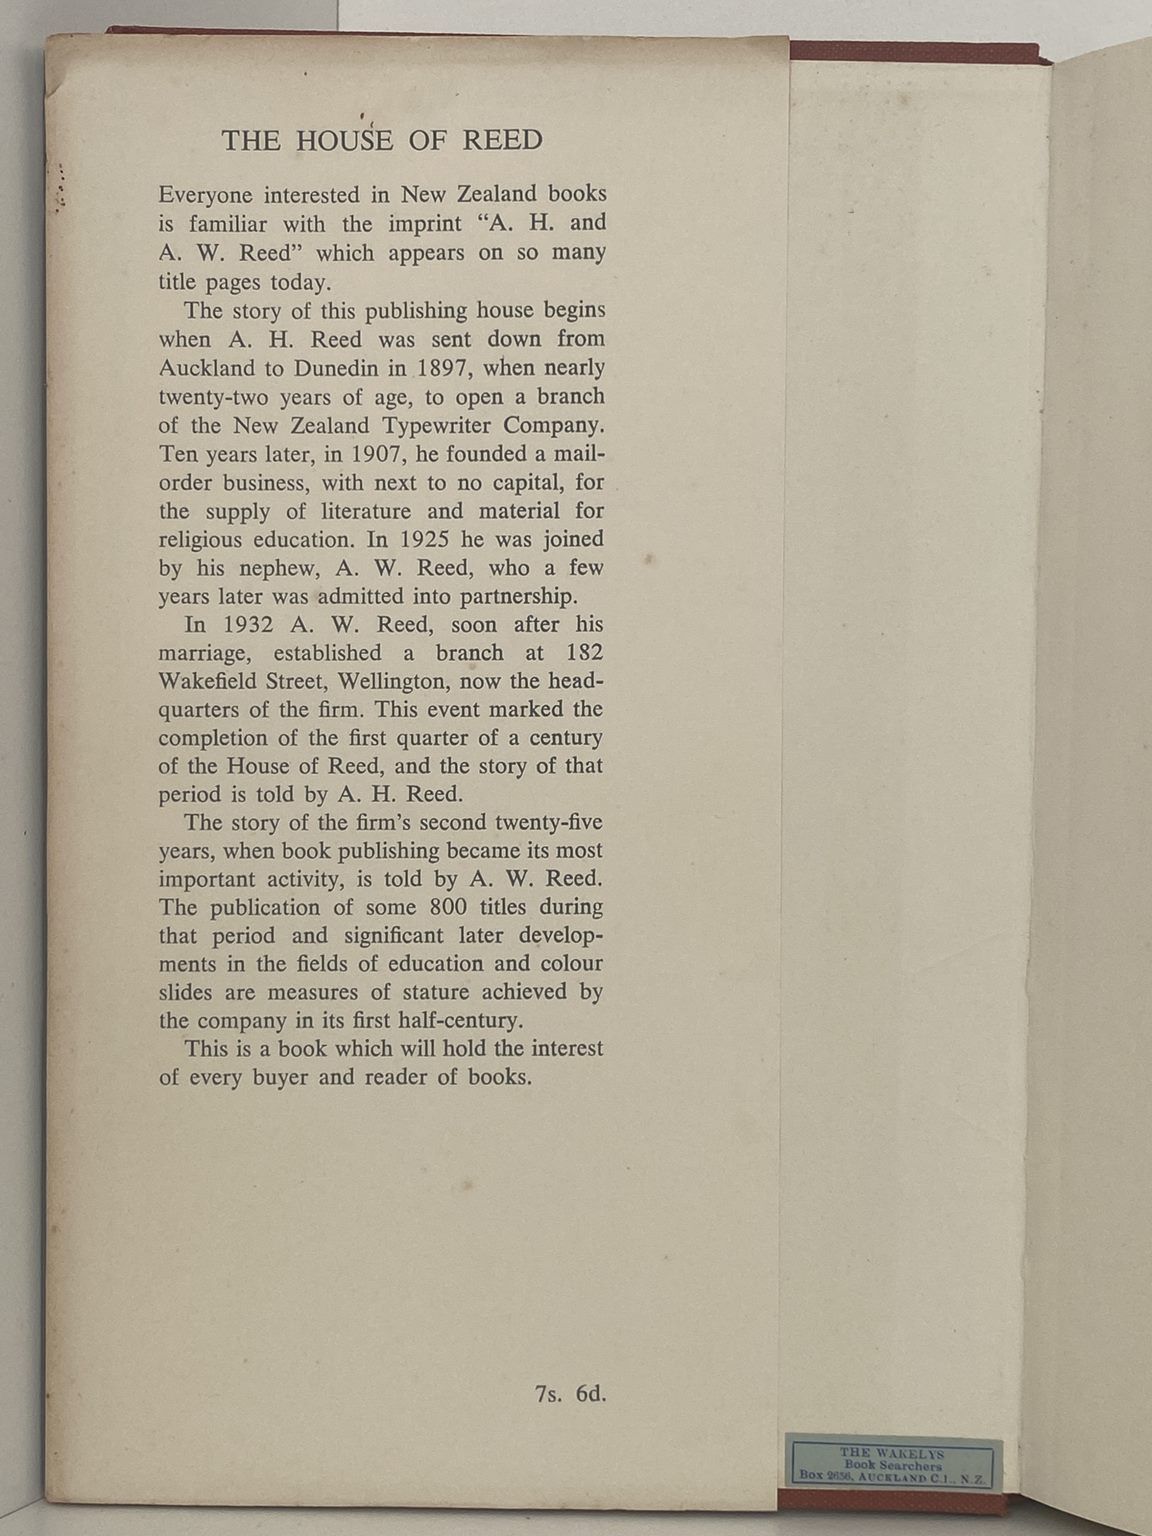 THE HOUSE OF REED
Everyone interested in New Zealand books
is familiar with the imprint “A. H. and
A. W. Reed” which appears on so many
title pages today.
The story of this publishing house begins
when A. H. Reed was sent down from
Auckland to Dunedin in 1897, when nearly
twenty-two years of age, to open a branch
of the New Zealand Typewriter Company.
Ten years later, in 1907, he founded a mail-
order business, with next to no capital, for
the supply of literature and material for
religious education. In 1925 he was joined
by his nephew, A. W. Reed, who a few
years later was admitted into partnership.
In 1932 A. W. Reed, soon after his
marriage, established a branch at 182
Wakefield Street, Wellington, now the head-
quarters of the firm. This event marked the
completion of the first quarter of a century
of the House of Reed, and the story of that
period is told by A. H. Reed.
The story of the firm’s second twenty-five
years, when book publishing became its most
important activity, is told by A. W. Reed.
The publication of some 800 titles during
that period and significant later develop-
ments in the fields of education and colour
slides are measures of stature achieved by
the company in its first half-century.
This is a book which will hold the interest
of every buyer and reader of books.
7s. 6d.
THE WAKELYS
Book Searchers
Box 2656, AUCKLAND C.1., N.Z.